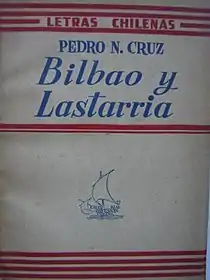 LETRAS CHILENAS
PEDRO N. CRUZ
Bilbao y
Lastarria